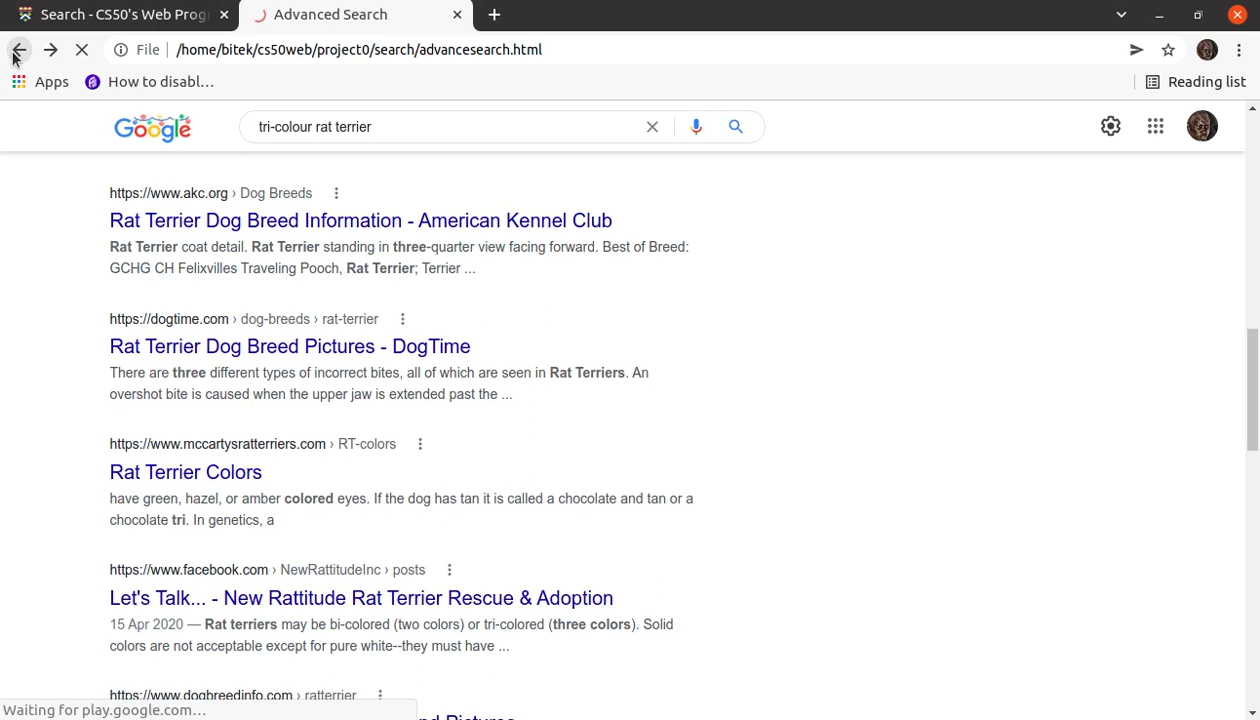 Search - CS50's Web Prog
Advanced Search
File
/home/bitek/cs50web/project0/search/advancesearch.html
Apps
How to disabl...
Reading list
Google
tri-colour rat terrier
https://www.akc.org › Dog Breeds
Rat Terrier Dog Breed Information - American Kennel Club
Rat Terrier coat detail. Rat Terrier standing in three-quarter view facing forward. Best of Breed:
GCHG CH Felixvilles Traveling Pooch, Rat Terrier; Terrier ...
https://dogtime.com › dog-breeds › rat-terrier
Rat Terrier Dog Breed Pictures - DogTime
There are three different types of incorrect bites, all of which are seen in Rat Terriers. An
overshot bite is caused when the upper jaw is extended past the ...
https://www.mccartysratterriers.com › RT-colors
Rat Terrier Colors
have green, hazel, or amber colored eyes. If the dog has tan it is called a chocolate and tan or a
chocolate tri. In genetics, a
https://www.facebook.com › NewRattitudeInc › posts
Let's Talk... - New Rattitude Rat Terrier Rescue & Adoption
15 Apr 2020 — Rat terriers may be bi-colored (two colors) or tri-colored (three colors). Solid
colors are not acceptable except for pure white--they must have ...
https://www.dogbreedinfo.com › ratterrier
nd Pictures
Waiting for play.google.com...